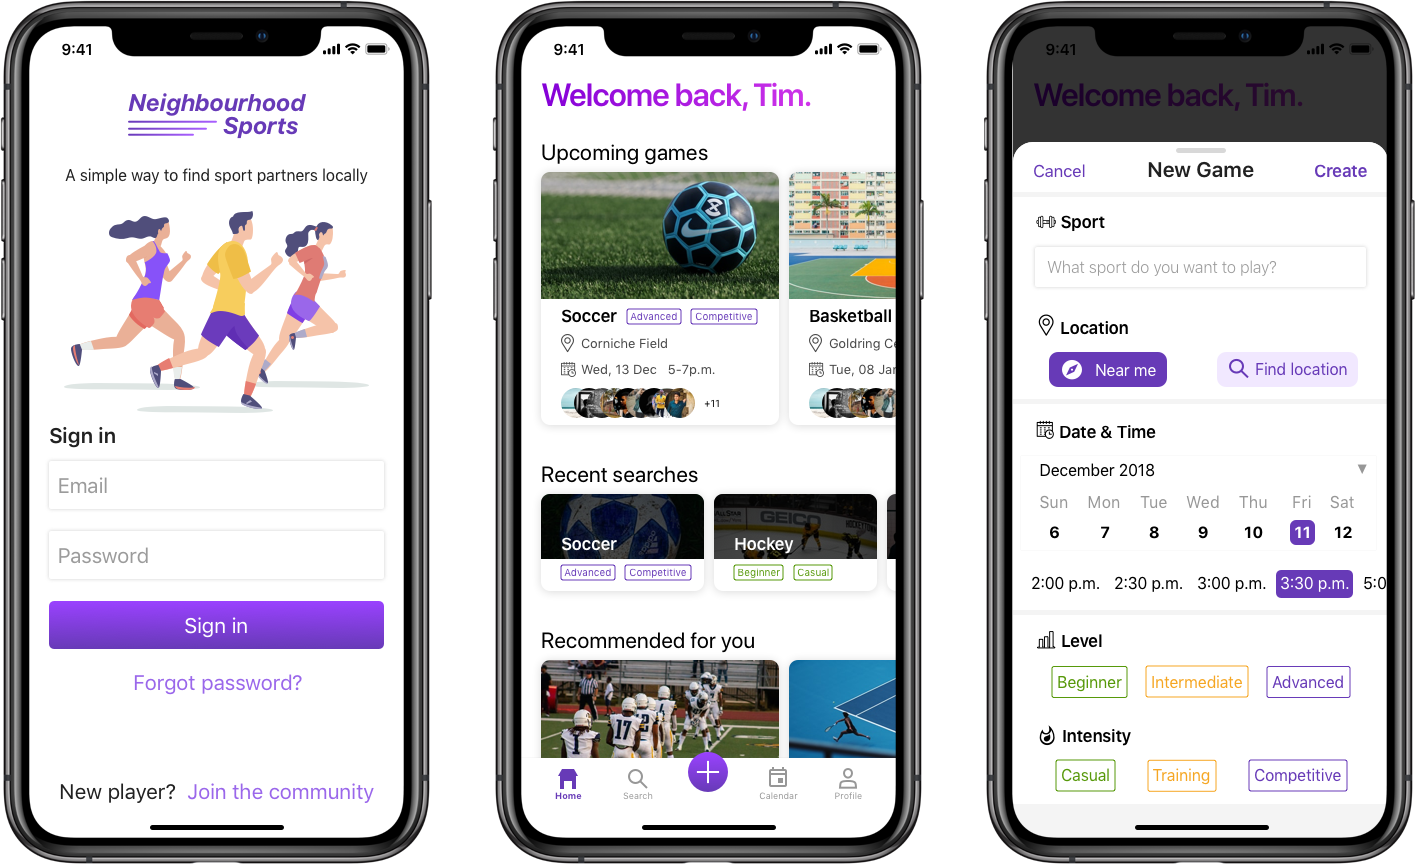 9:41
Neighbourhood
Sports
A simple way to find sport partners locally
Sign in
Email
Password
Sign in
Forgot password?
New player? Join the community
9:41
Welcome back, Tim.
Upcoming games
Soccer Advanced Competitive
Corniche Field
Wed, 13 Dec 5-7p.m.
+11
Basketball
Goldring
Tue, 08 Jan
Recent searches
Soccer
Advanced Competitive
GEICO
Hockey
Beginner Casual
Recommended for you
1 17 2 4
Home Search Calendar Profile
9:41
Welcome back, Tim.
Cancel New Game Create
Sport
What sport do you want to play?
Location
Near me Find location
Date & Time
December 2018
Sun Mon Tue Wed Thu Fri Sat
6 7 8 9 10 11 12
2:00 p.m. 2:30 p.m. 3:00 p.m. 3:30 p.m. 5:0
Level
Beginner Intermediate Advanced
Intensity
Casual Training Competitive